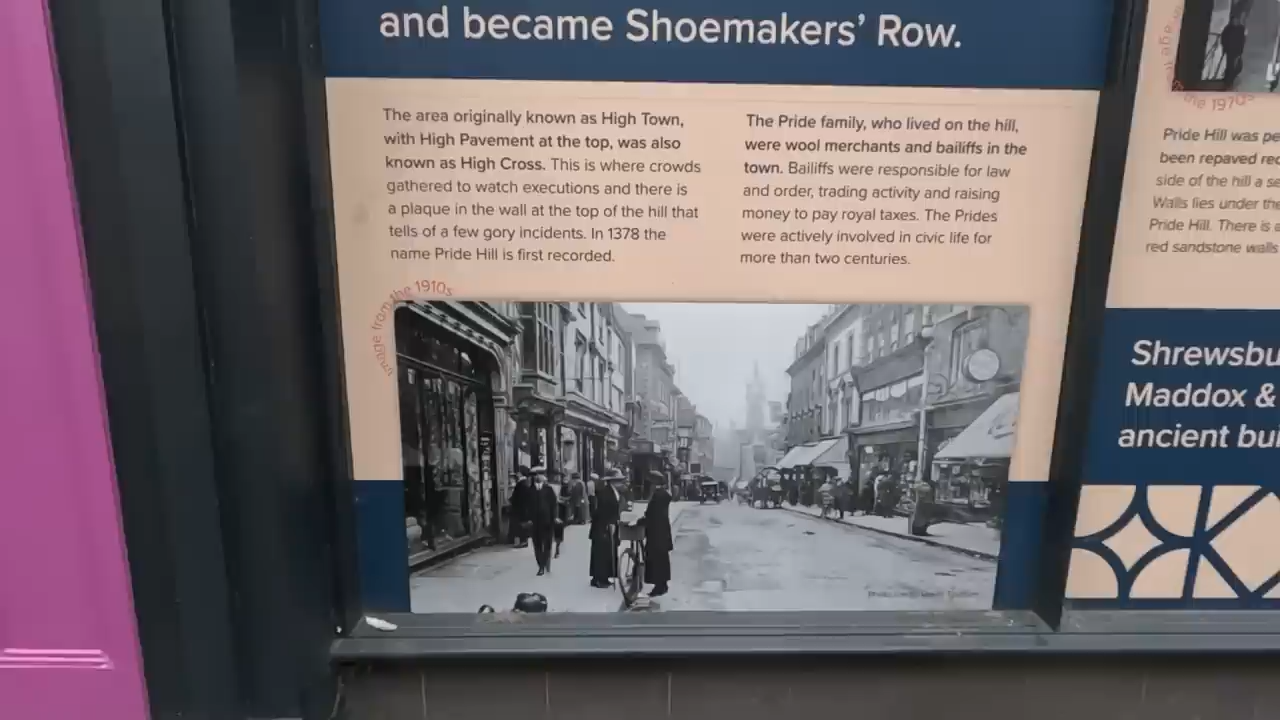 and became Shoemakers’ Row.
The area originally known as High Town,
with High Pavement at the top, was also
known as High Cross. This is where crowds
gathered to watch executions and there is
a plaque in the wall at the top of the hill that
tells of a few gory incidents. In 1378 the
name Pride Hill is first recorded.
The Pride family, who lived on the hill,
were wool merchants and bailiffs in the
town. Bailiffs were responsible for law
and order, trading activity and raising
money to pay royal taxes. The Prides
were actively involved in civic life for
more than two centuries.
Image from the 1910s
the 1970s
Pride Hill was pe
been repaved rec
side of the hill a se
Walls lies under the
Pride Hill. There is a
red sandstone walls
Shrewsbu
Maddox &
ancient bui